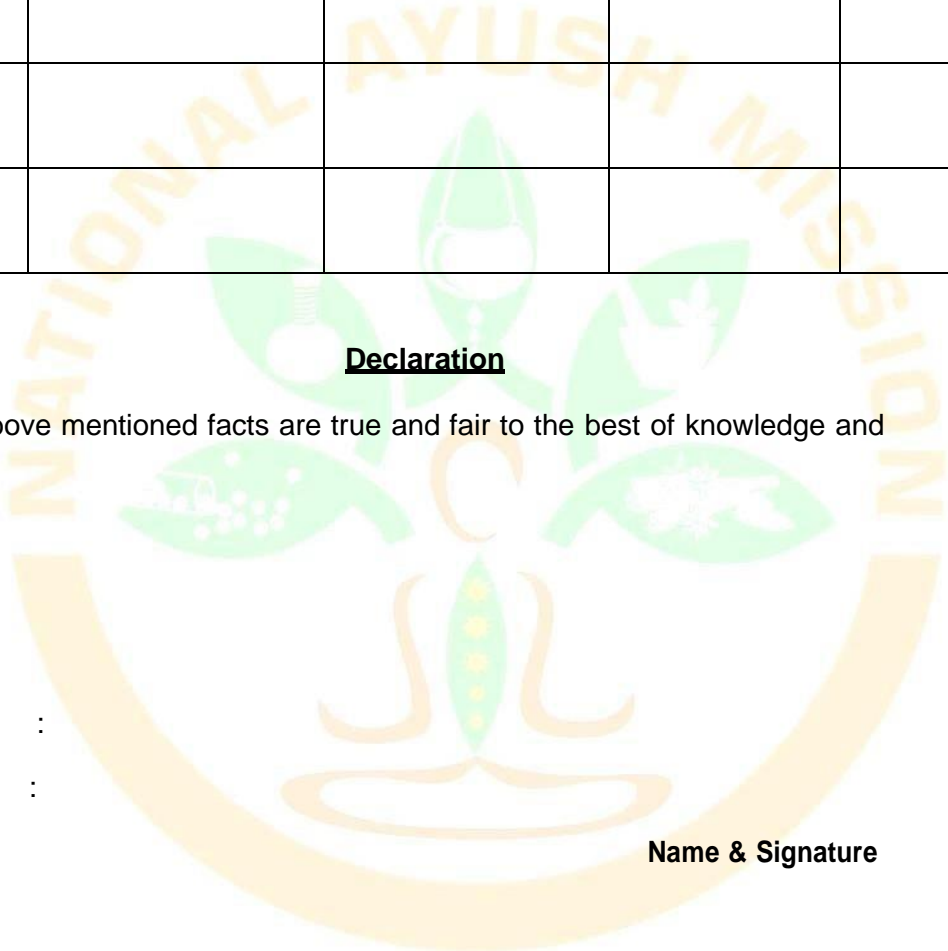 NATIONAL AYUSH MISSION
Declaration
ove mentioned facts are true and fair to the best of knowledge and
:
:
Name & Signature